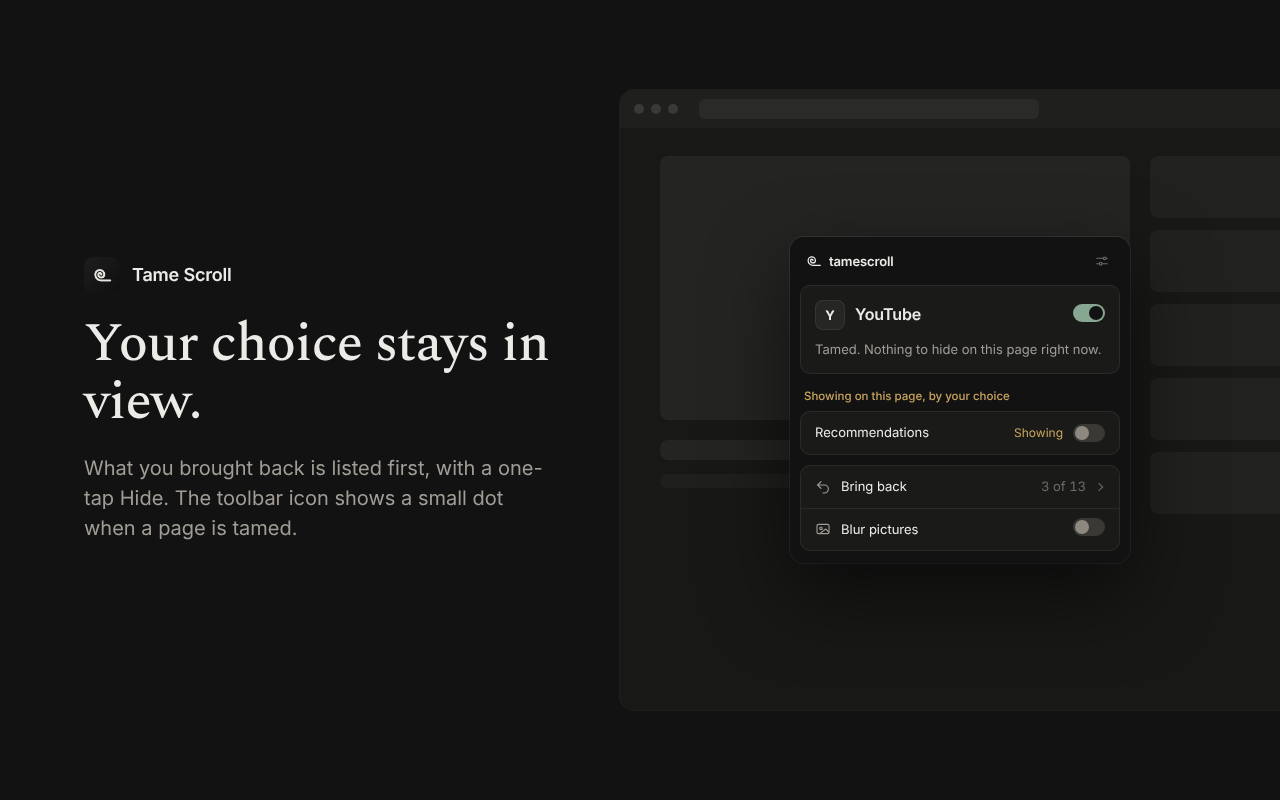 Tame Scroll
Your choice stays in
view.
What you brought back is listed first, with a one-
tap Hide. The toolbar icon shows a small dot
when a page is tamed.
tamescroll
Y YouTube
Tamed. Nothing to hide on this page right now.
Showing on this page, by your choice
Recommendations Showing
Bring back 3 of 13
Blur pictures